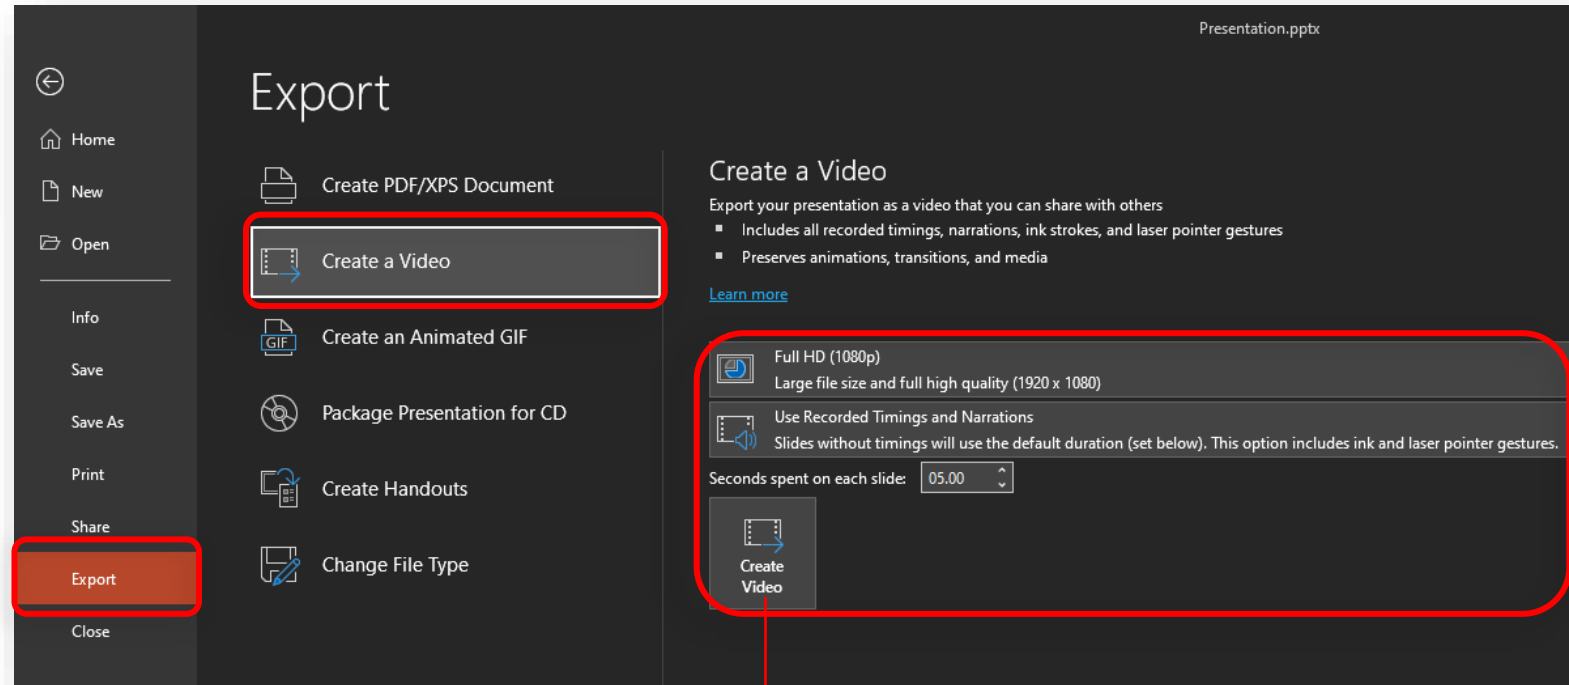 Presentation.pptx
Home
New
Open
Info
Save
Save As
Print
Share
Export
Close
Export
Create PDF/XPS Document
Create a Video
GIF
Create an Animated GIF
Package Presentation for CD
Create Handouts
Change File Type
Create a Video
Export your presentation as a video that you can share with others
Includes all recorded timings, narrations, ink strokes, and laser pointer gestures
Preserves animations, transitions, and media
Learn more
Full HD (1080p)
Large file size and full high quality (1920 x 1080)
Use Recorded Timings and Narrations
Slides without timings will use the default duration (set below). This option includes ink and laser pointer gestures.
Seconds spent on each slide: 05.00
Create
Video